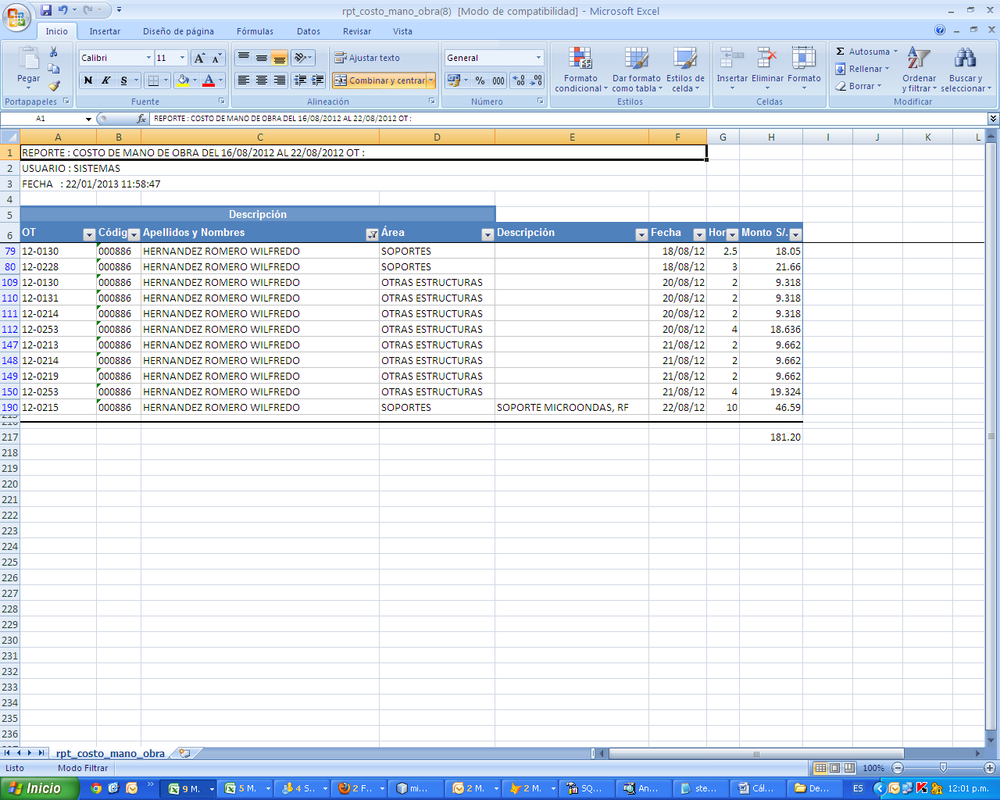 rpt_costo_mano_obra(8) [Modo de compatibilidad] - Microsoft Excel
Inicio Insertar Diseño de página Fórmulas Datos Revisar Vista
Pegar
Portapapeles
Calibri 11
N K S
Fuente
Ajustar texto
Combinar y centrar
Alineación
General
% 000
Número
Formato condicional
Dar formato como tabla
Estilos de celda
Estilos
Insertar Eliminar Formato
Celdas
Σ Autosuma
Rellenar
Borrar
Ordenar y filtrar
Buscar y seleccionar
Modificar
A1 fx REPORTE : COSTO DE MANO DE OBRA DEL 16/08/2012 AL 22/08/2012 OT :
A B C D E F G H I J K L
1 REPORTE : COSTO DE MANO DE OBRA DEL 16/08/2012 AL 22/08/2012 OT :
2 USUARIO : SISTEMAS
3 FECHA : 22/01/2013 11:58:47
4
5 Descripción
6 OT Códig Apellidos y Nombres Área Descripción Fecha Hor Monto S/.
79 12-0130 000886 HERNANDEZ ROMERO WILFREDO SOPORTES 18/08/12 2.5 18.05
80 12-0228 000886 HERNANDEZ ROMERO WILFREDO SOPORTES 18/08/12 3 21.66
109 12-0130 000886 HERNANDEZ ROMERO WILFREDO OTRAS ESTRUCTURAS 20/08/12 2 9.318
110 12-0131 000886 HERNANDEZ ROMERO WILFREDO OTRAS ESTRUCTURAS 20/08/12 2 9.318
111 12-0214 000886 HERNANDEZ ROMERO WILFREDO OTRAS ESTRUCTURAS 20/08/12 2 9.318
112 12-0253 000886 HERNANDEZ ROMERO WILFREDO OTRAS ESTRUCTURAS 20/08/12 4 18.636
147 12-0213 000886 HERNANDEZ ROMERO WILFREDO OTRAS ESTRUCTURAS 21/08/12 2 9.662
148 12-0214 000886 HERNANDEZ ROMERO WILFREDO OTRAS ESTRUCTURAS 21/08/12 2 9.662
149 12-0219 000886 HERNANDEZ ROMERO WILFREDO OTRAS ESTRUCTURAS 21/08/12 2 9.662
150 12-0253 000886 HERNANDEZ ROMERO WILFREDO OTRAS ESTRUCTURAS 21/08/12 4 19.324
190 12-0215 000886 HERNANDEZ ROMERO WILFREDO SOPORTES SOPORTE MICROONDAS, RF 22/08/12 10 46.59
217 181.20
218
219
220
221
222
223
224
225
226
227
228
229
230
231
232
233
234
235
236
rpt_costo_mano_obra
Listo Modo Filtrar 100%
Inicio 9 M. 5 M. 4 S... 2 F.. mi... 2 M. 2 M. SQ... An... ste... Cál... De... ES 12:01 p.m.